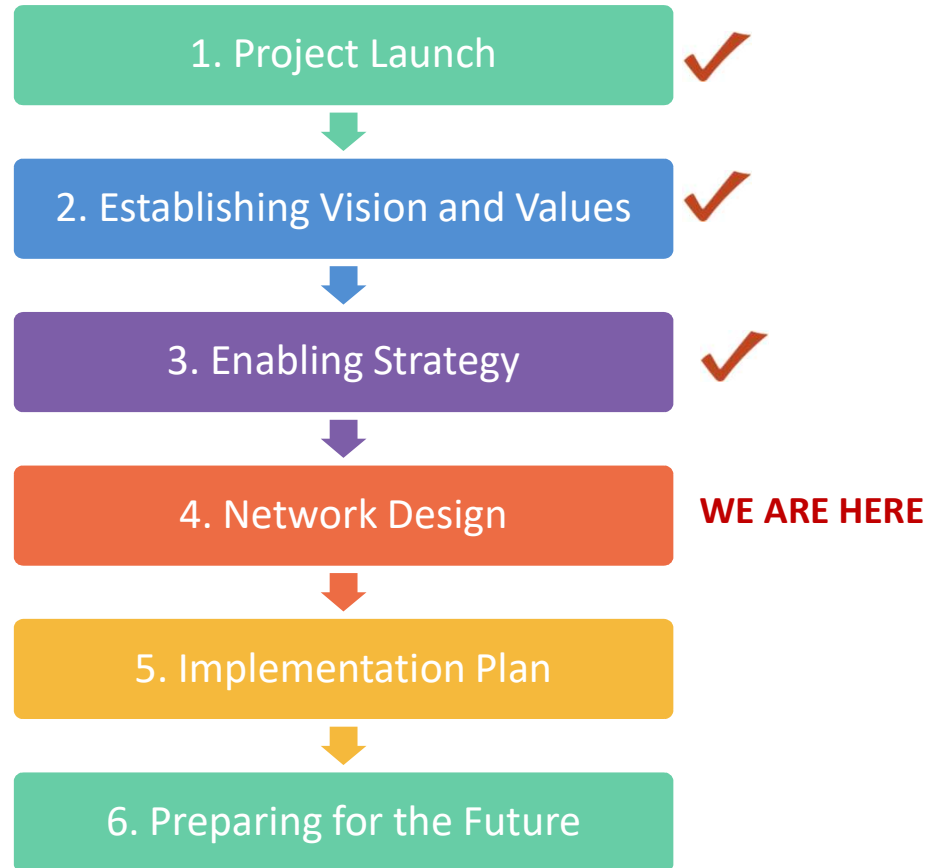 1. Project Launch
2. Establishing Vision and Values
3. Enabling Strategy
4. Network Design
WE ARE HERE
5. Implementation Plan
6. Preparing for the Future